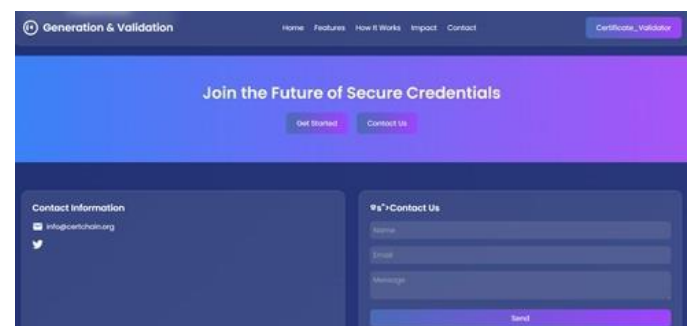 Generation & Validation
Home Features How It Works Impact Contact
Certificate_Validator
Join the Future of Secure Credentials
Get Started Contact Us
Contact Information
info@certchain.org
s">Contact Us
Name
Email
Message
Send